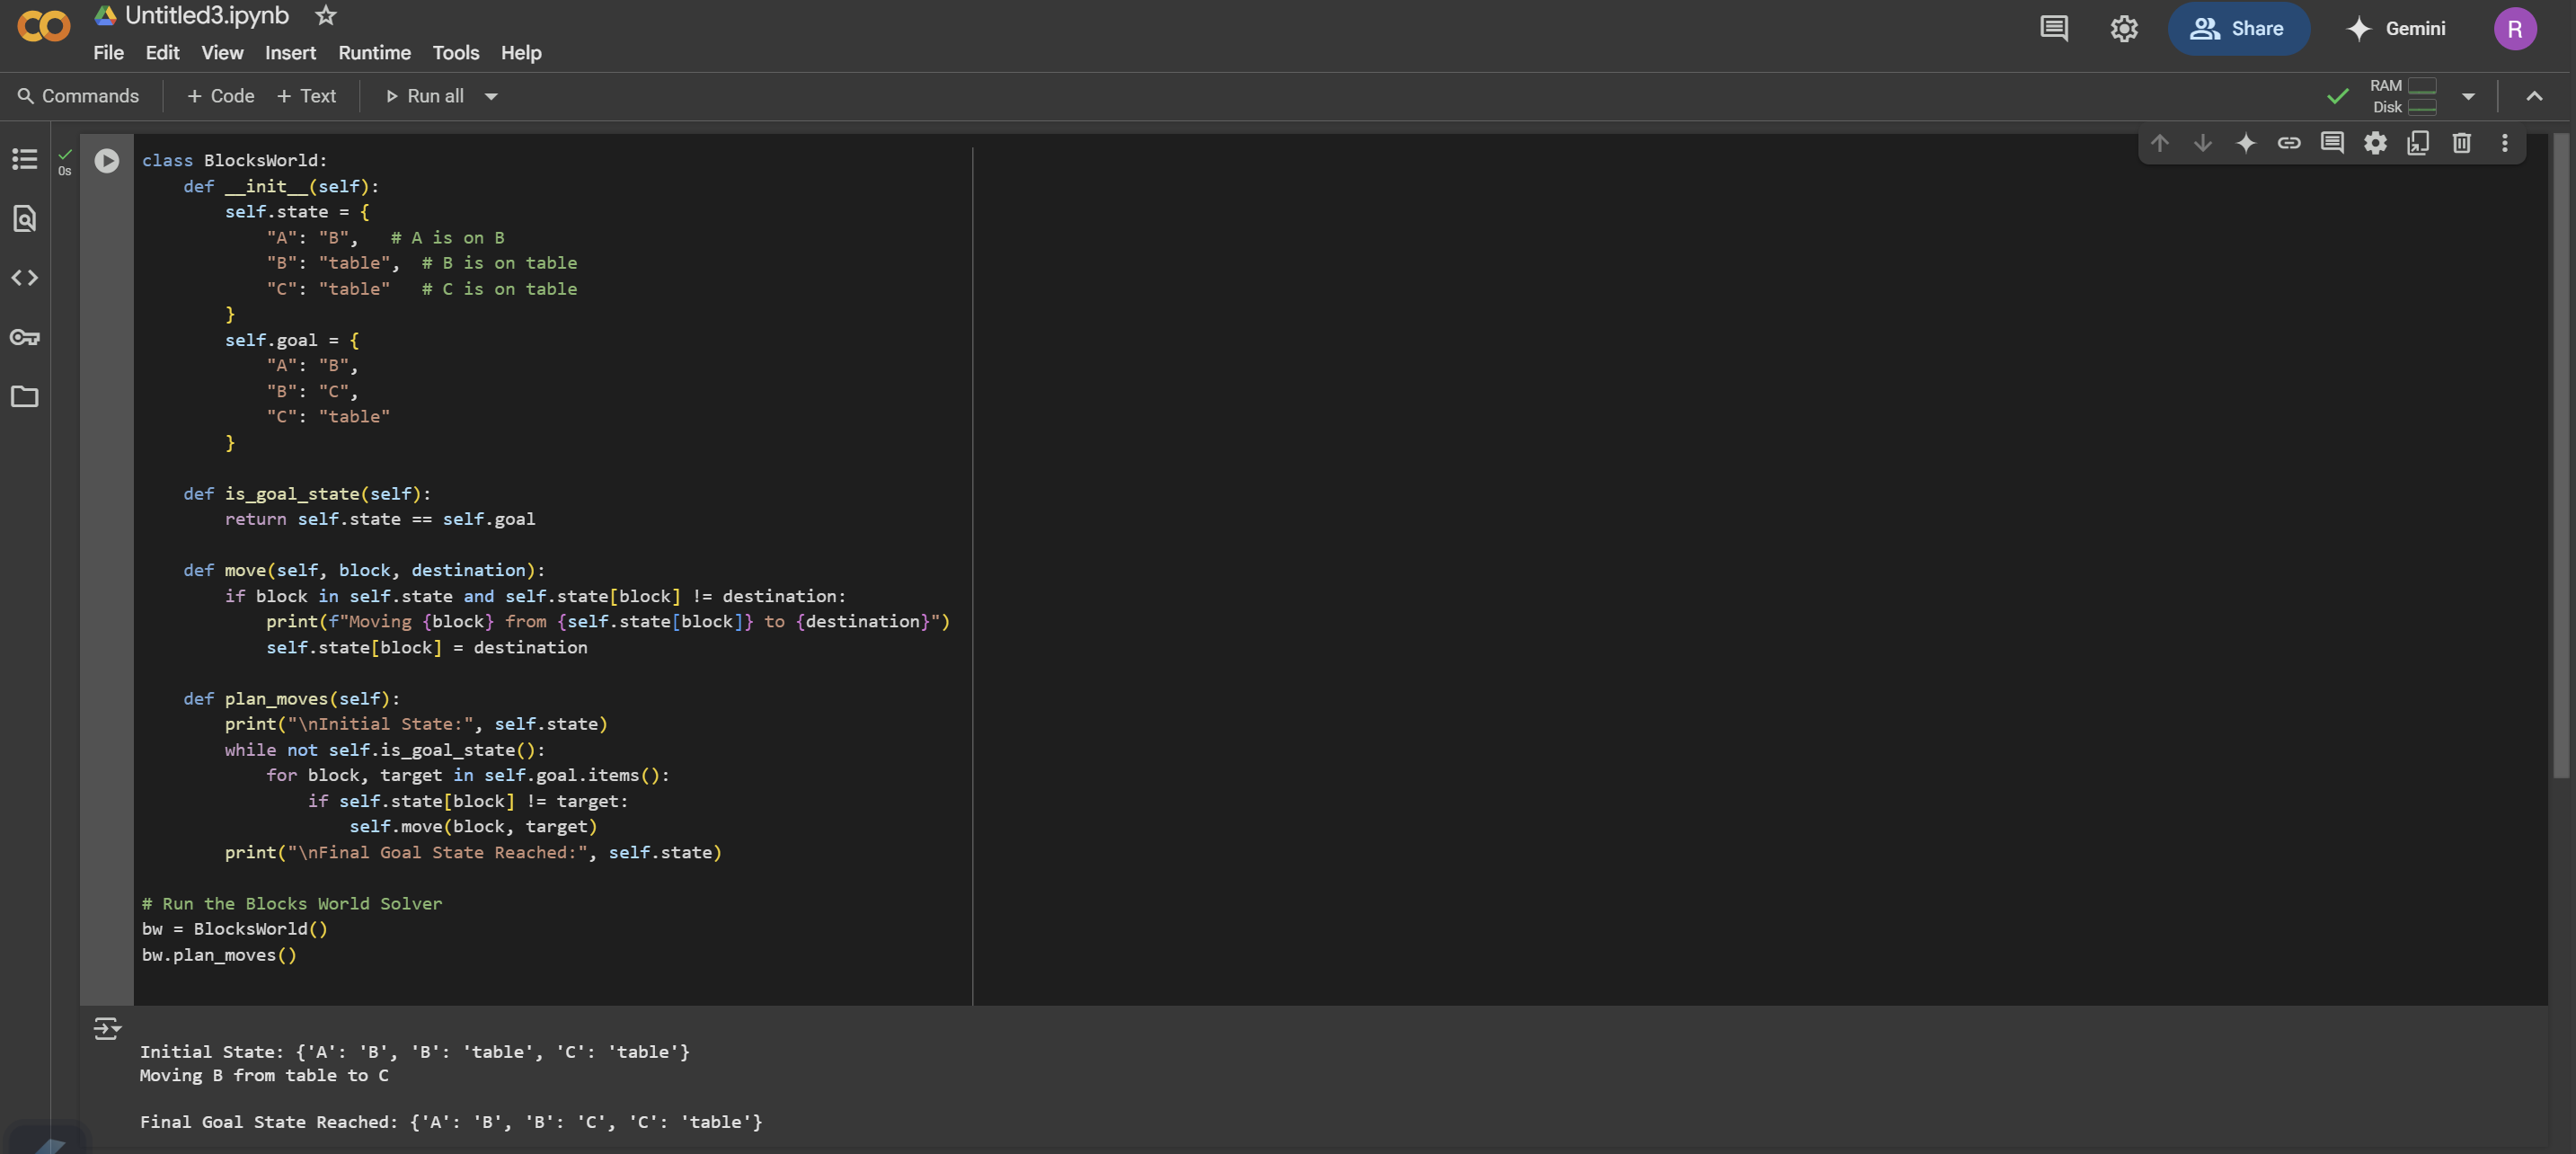 Untitled3.ipynb
File Edit View Insert Runtime Tools Help
Share
Gemini
R
Commands
+ Code + Text
Run all
RAM
Disk
0s
class BlocksWorld:
    def __init__(self):
        self.state = {
            "A": "B",   # A is on B
            "B": "table",  # B is on table
            "C": "table"   # C is on table
        }
        self.goal = {
            "A": "B",
            "B": "C",
            "C": "table"
        }

    def is_goal_state(self):
        return self.state == self.goal

    def move(self, block, destination):
        if block in self.state and self.state[block] != destination:
            print(f"Moving {block} from {self.state[block]} to {destination}")
            self.state[block] = destination

    def plan_moves(self):
        print("\nInitial State:", self.state)
        while not self.is_goal_state():
            for block, target in self.goal.items():
                if self.state[block] != target:
                    self.move(block, target)
        print("\nFinal Goal State Reached:", self.state)

# Run the Blocks World Solver
bw = BlocksWorld()
bw.plan_moves()

Initial State: {'A': 'B', 'B': 'table', 'C': 'table'}
Moving B from table to C

Final Goal State Reached: {'A': 'B', 'B': 'C', 'C': 'table'}